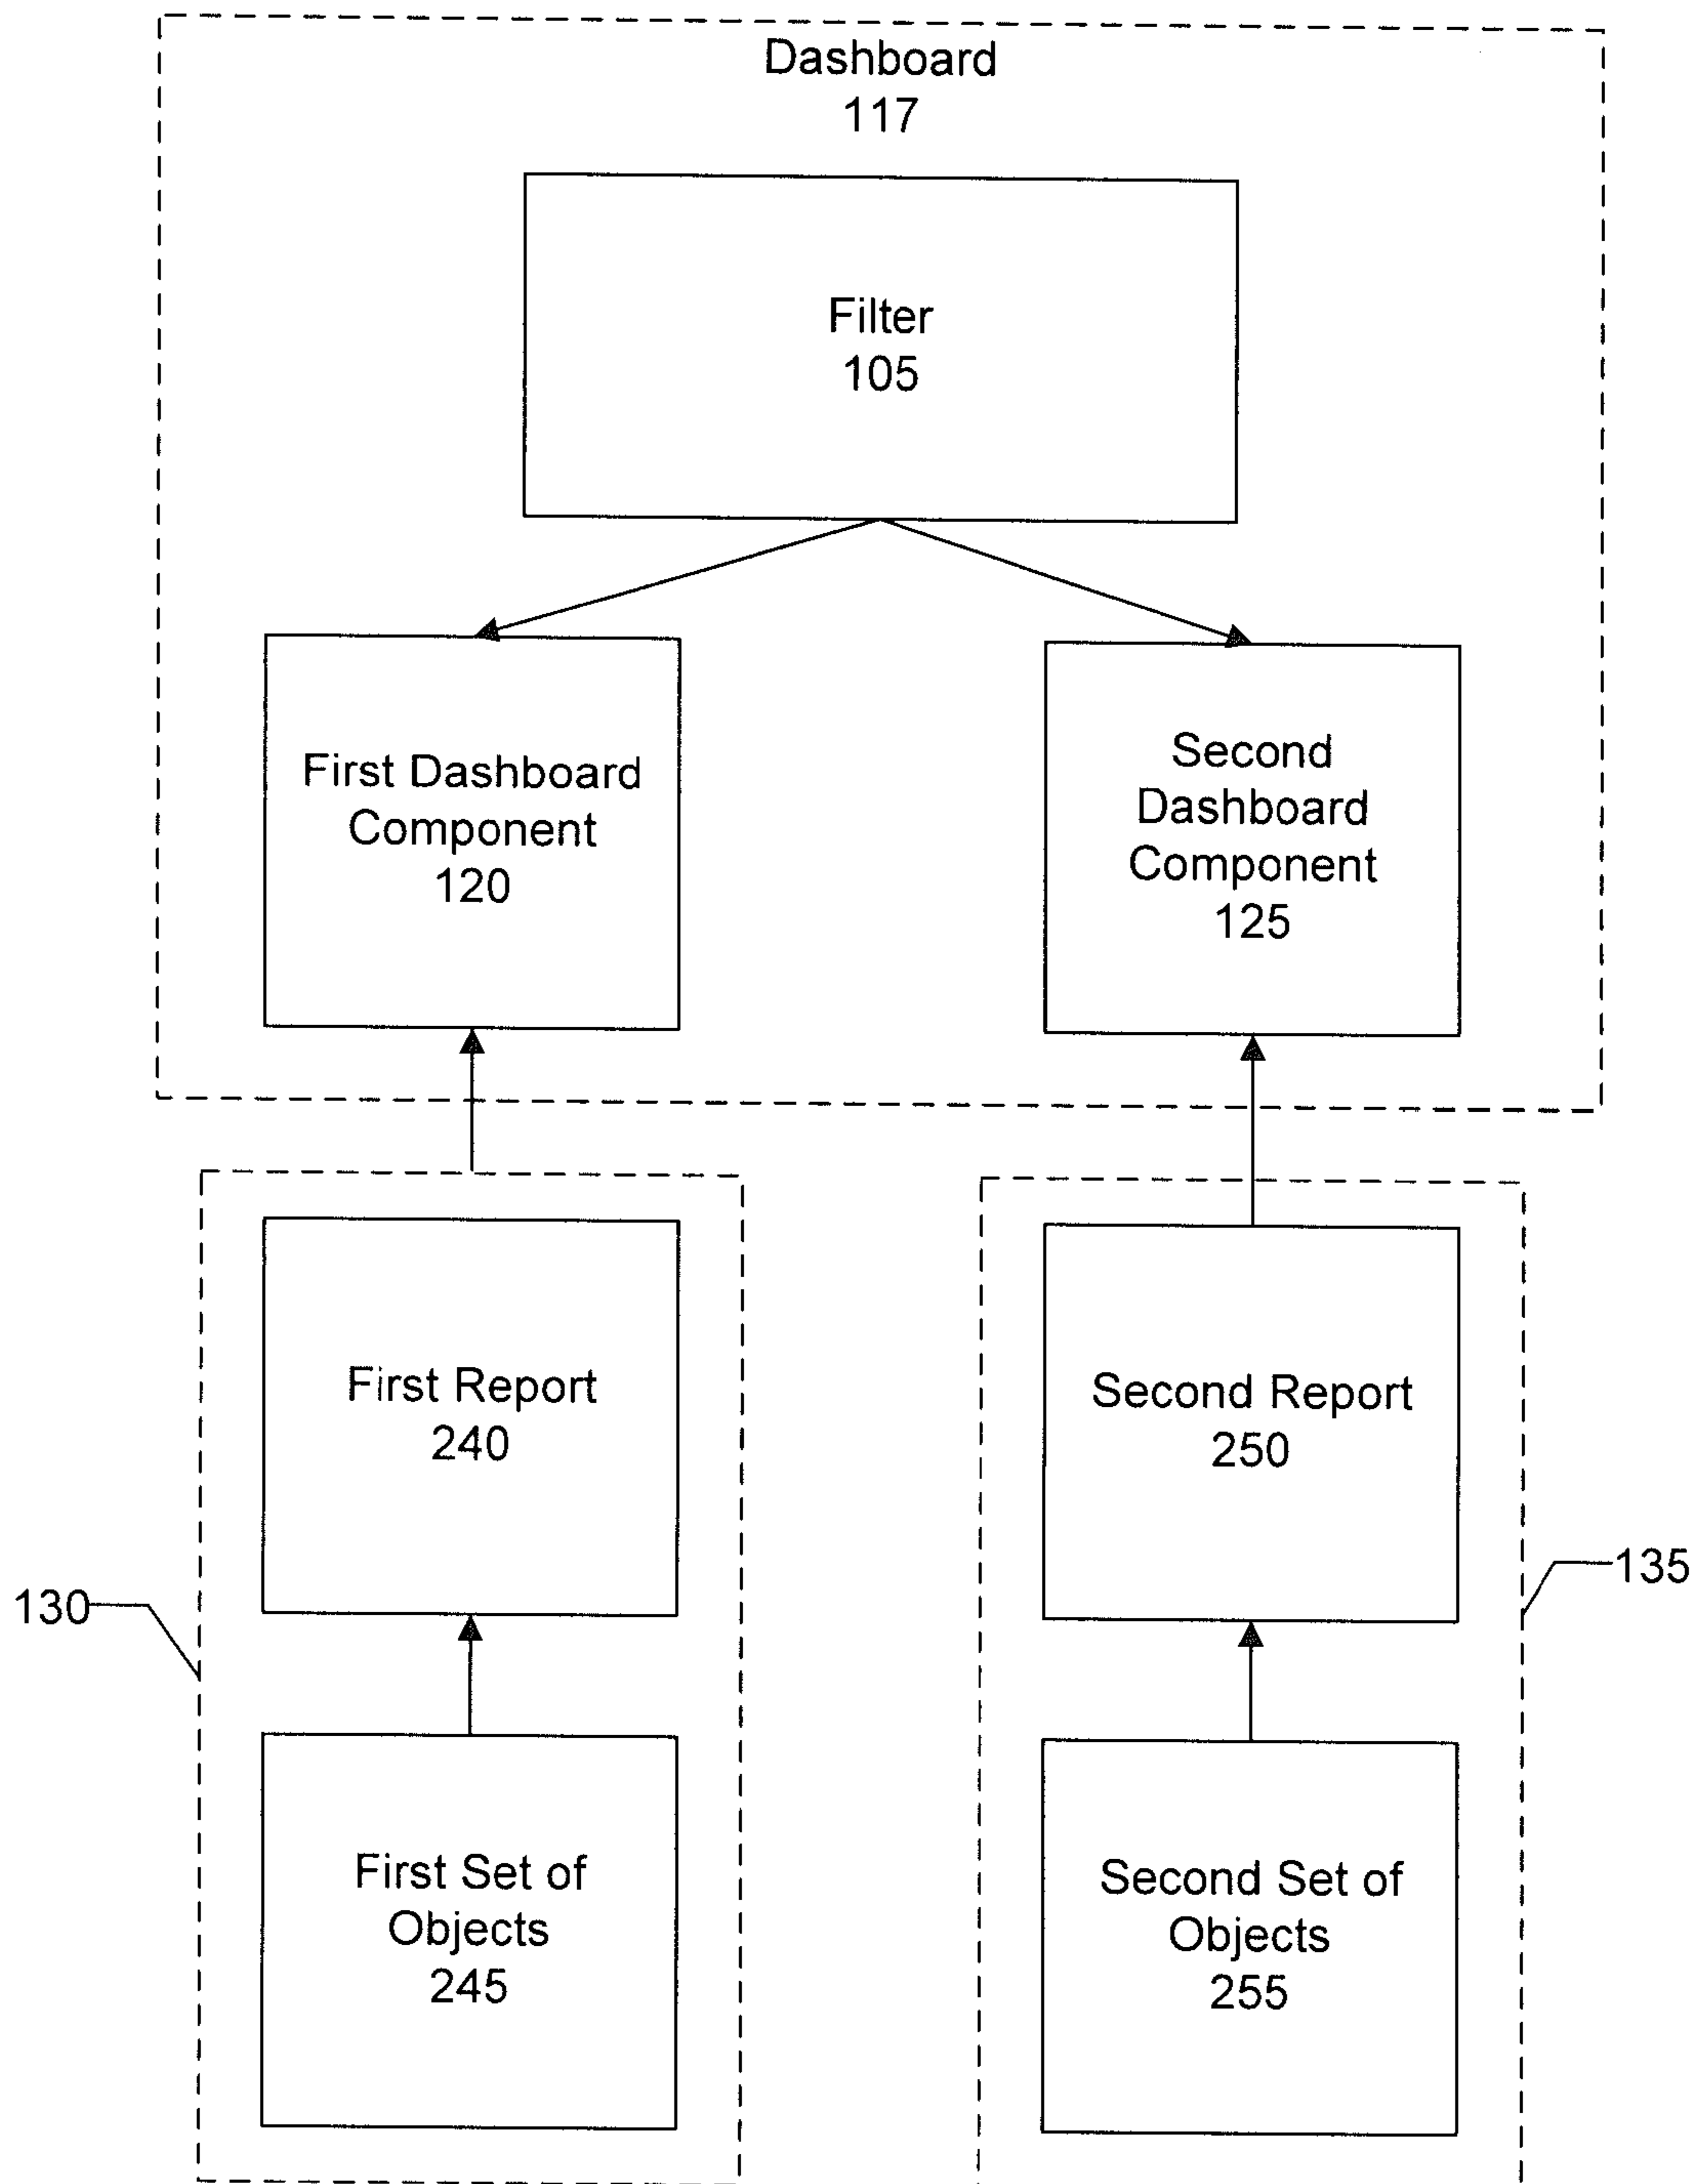 Dashboard
117
Filter
105
First Dashboard
Component
120
Second
Dashboard
Component
125
First Report
240
Second Report
250
130
135
First Set of
Objects
245
Second Set of
Objects
255